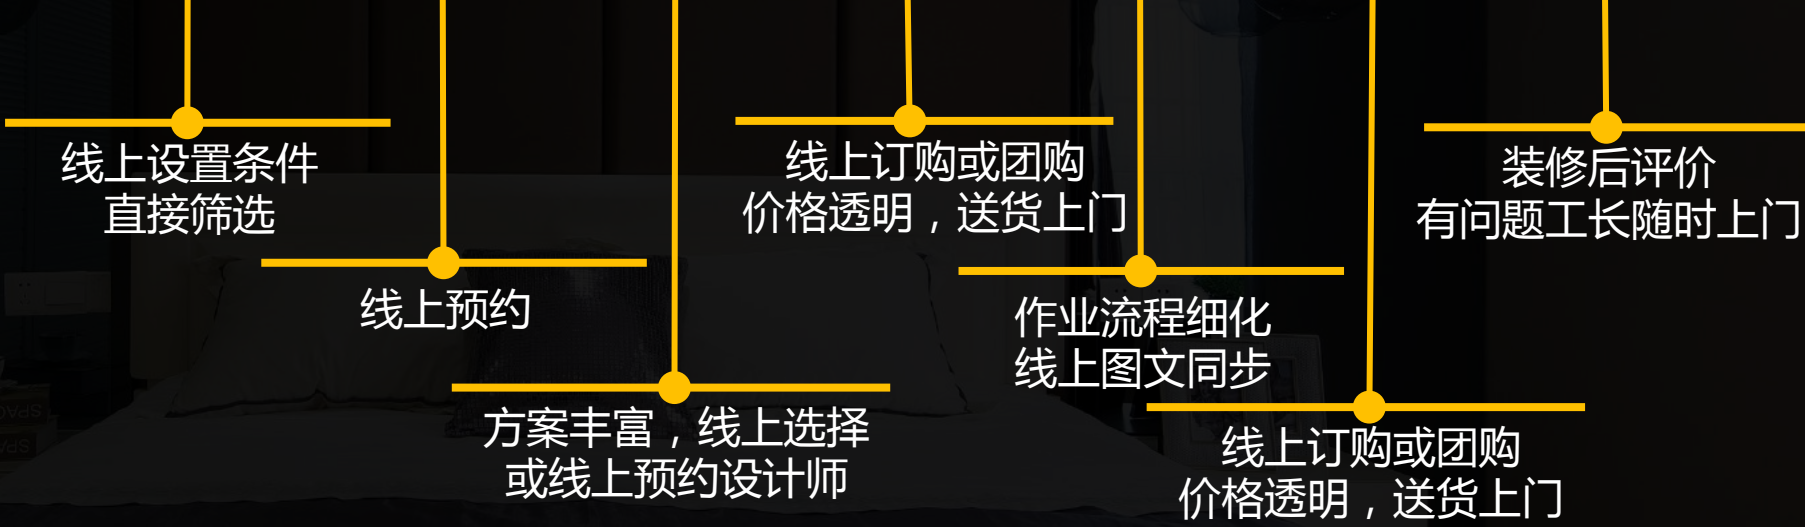 线上设置条件
直接筛选
线上预约
方案丰富，线上选择
或线上预约设计师
线上订购或团购
价格透明，送货上门
作业流程细化
线上图文同步
线上订购或团购
价格透明，送货上门
装修后评价
有问题工长随时上门